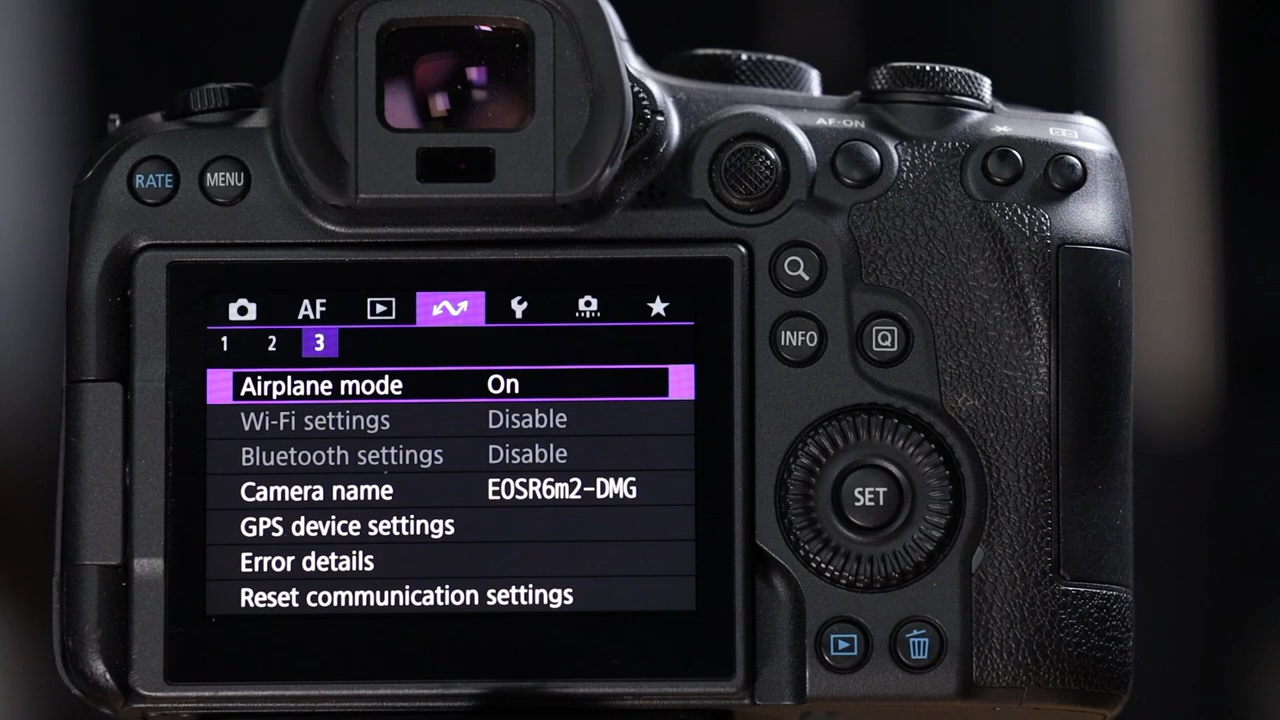 AF-ON
RATE MENU
AF
1 2 3
Airplane mode On
Wi-Fi settings Disable
Bluetooth settings Disable
Camera name EOSR6m2-DMG
GPS device settings
Error details
Reset communication settings
INFO Q
SET